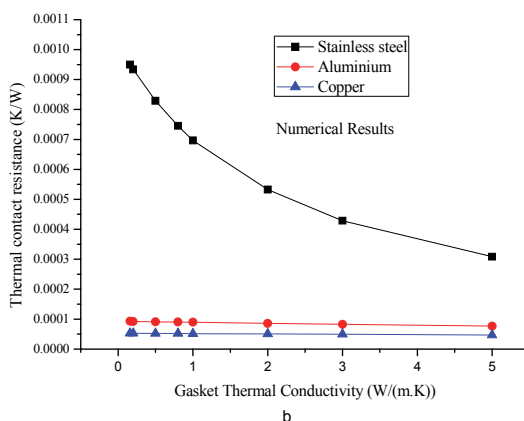 0.0011
0.0010
0.0009
0.0008
0.0007
0.0006
0.0005
0.0004
0.0003
0.0002
0.0001
0.0000
Thermal contact resistance (K/W)
Stainless steel
Aluminium
Copper
Numerical Results
0 1 2 3 4 5
Gasket Thermal Conductivity (W/(m.K)
b